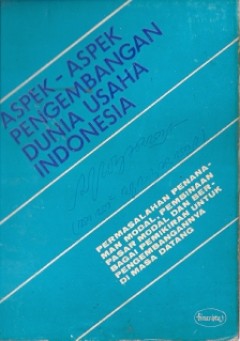 ASPEK-ASPEK
PENGEMBANGAN
DUNIA USAHA
INDONESIA
PERMASALAHAN PENANA-
MAN MODAL, PEMBINAAN
PASAR MODAL DAN BER-
BAGAI PEMIKIRAN UNTUK
PENGEMBANGANNYA
DI MASA DATANG